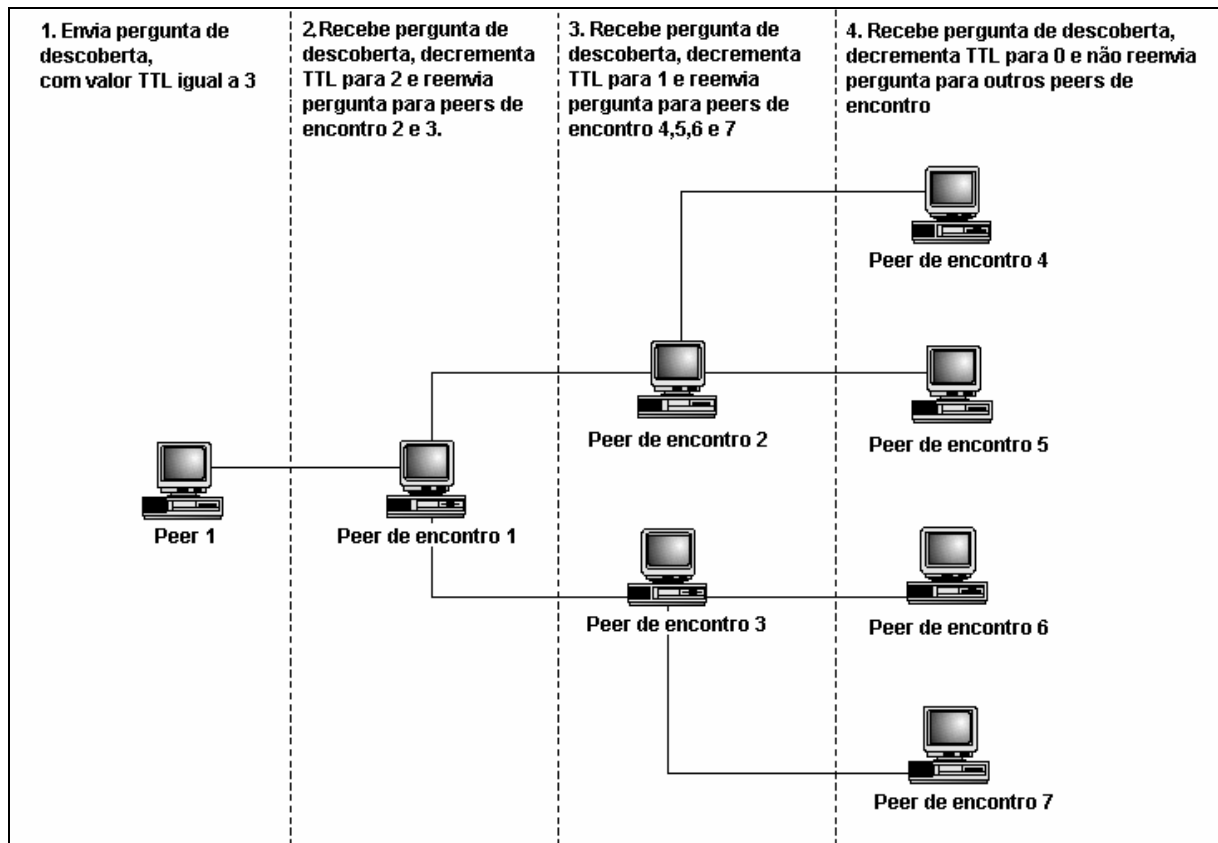 1. Envia pergunta de
descoberta,
com valor TTL igual a 3
2,Recebe pergunta de
descoberta, decrementa
TTL para 2 e reenvia
pergunta para peers de
encontro 2 e 3.
3. Recebe pergunta de
descoberta, decrementa
TTL para 1 e reenvia
pergunta para peers de
encontro 4,5,6 e 7
4. Recebe pergunta de descoberta,
decrementa TTL para 0 e não reenvia
pergunta para outros peers de
encontro
Peer de encontro 4
Peer de encontro 2
Peer de encontro 5
Peer 1
Peer de encontro 1
Peer de encontro 3
Peer de encontro 6
Peer de encontro 7